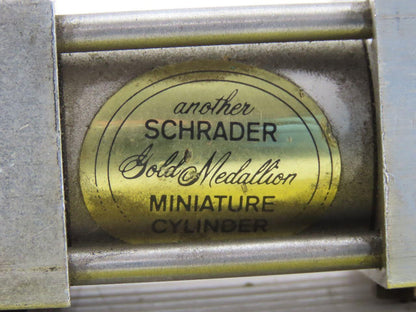 another
SCHRADER
Gold Medallion
MINIATURE
CYLINDER